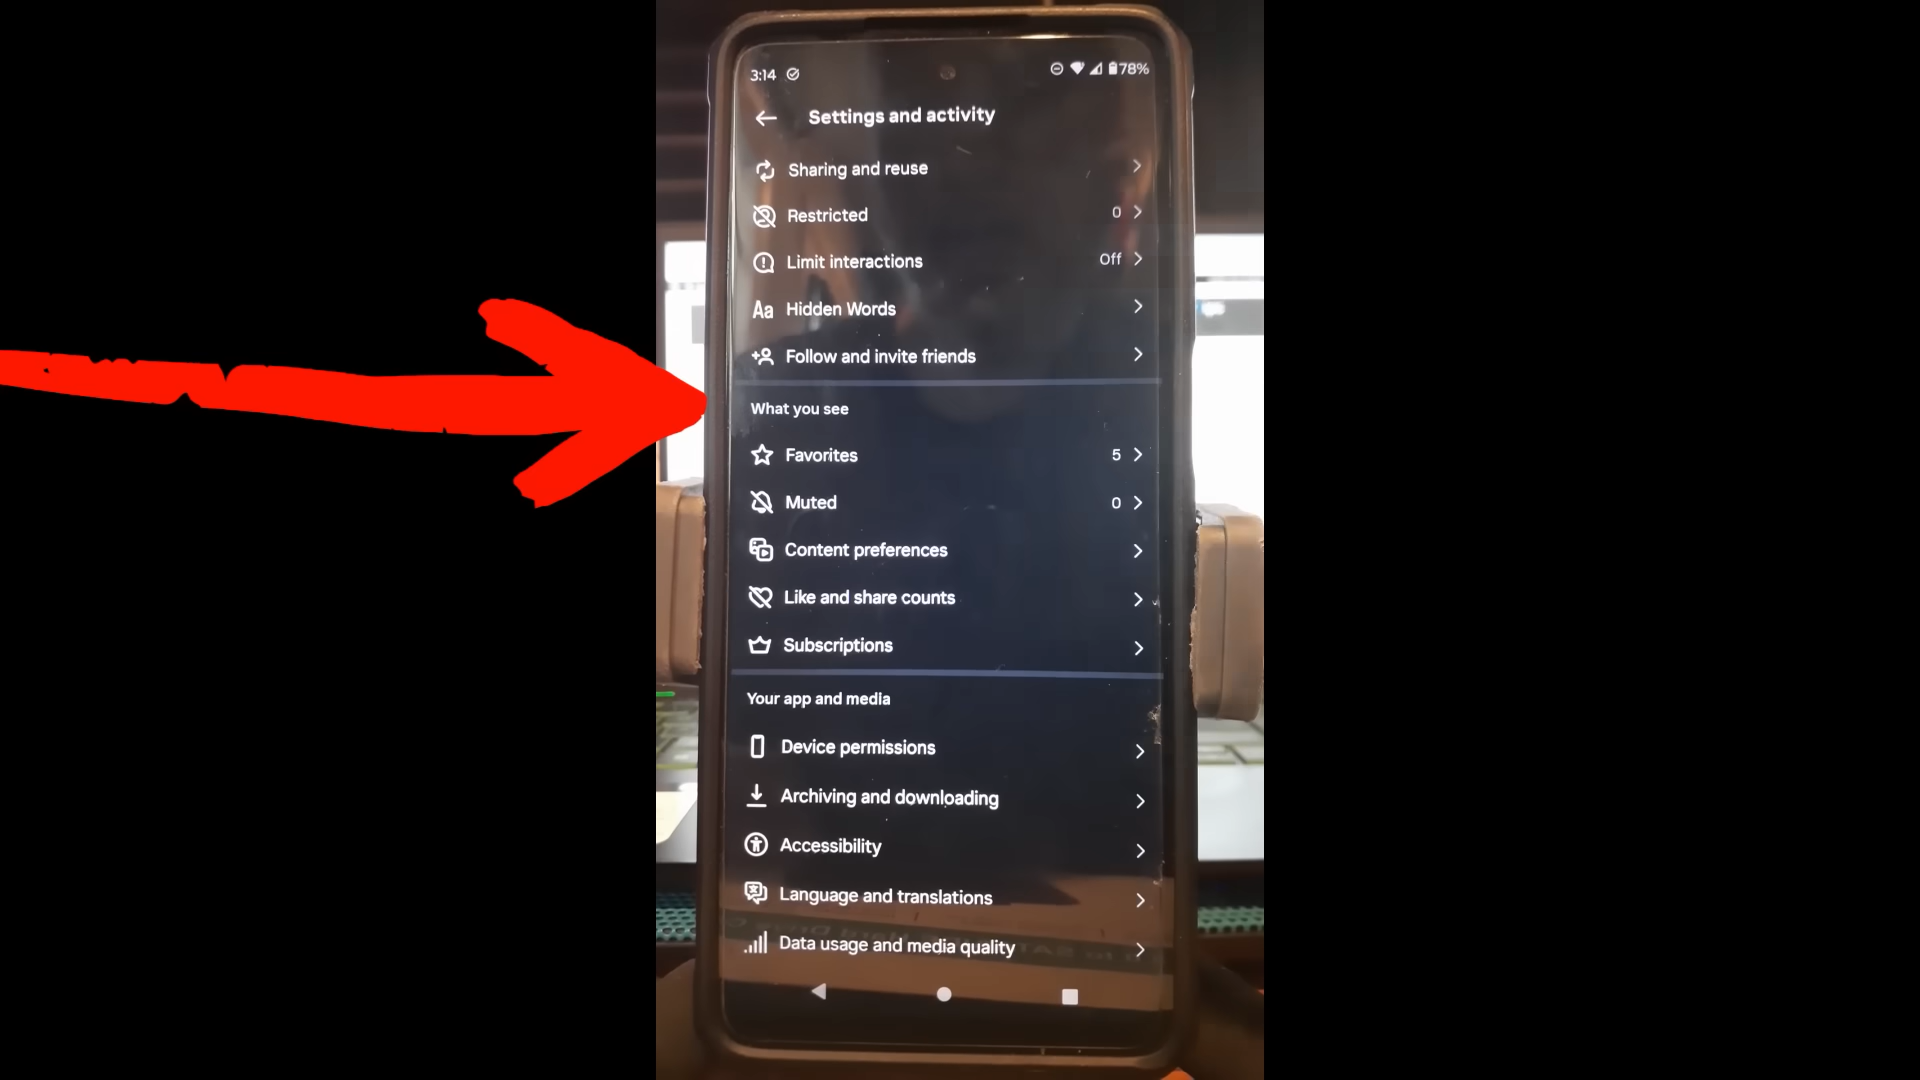 3:14 78%
Settings and activity
Sharing and reuse
Restricted 0
Limit interactions Off
Aa Hidden Words
Follow and invite friends
What you see
Favorites 5
Muted 0
Content preferences
Like and share counts
Subscriptions
Your app and media
Device permissions
Archiving and downloading
Accessibility
Language and translations
Data usage and media quality